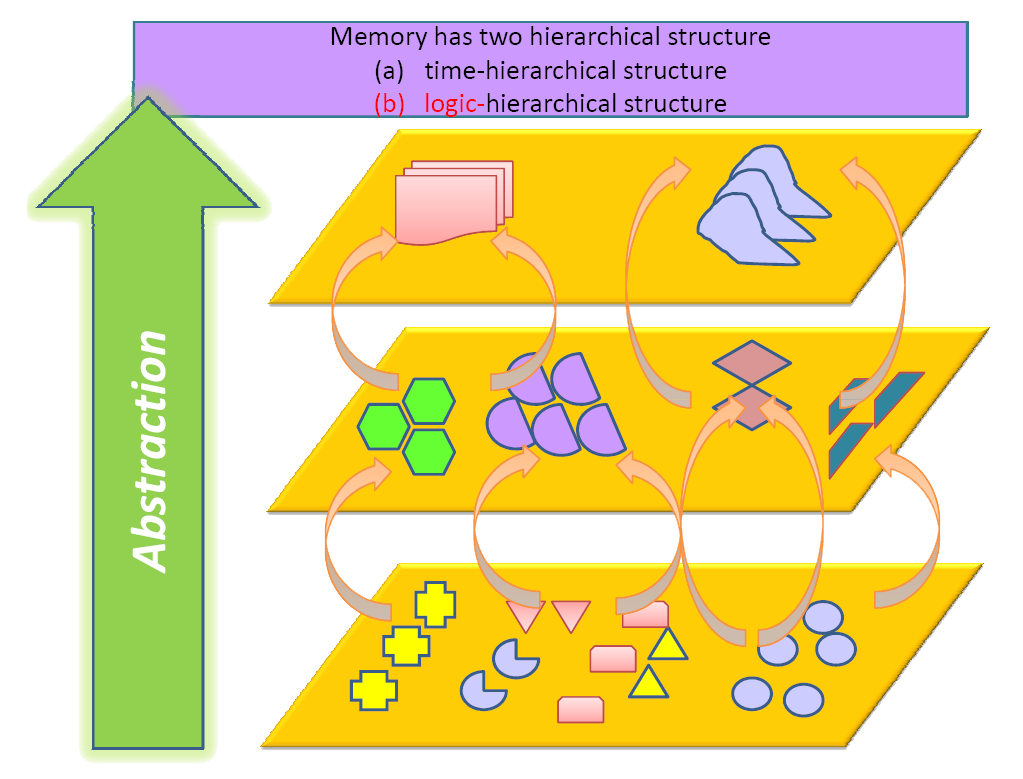 Memory has two hierarchical structure
(a) time-hierarchical structure
(b) logic-hierarchical structure
Abstraction